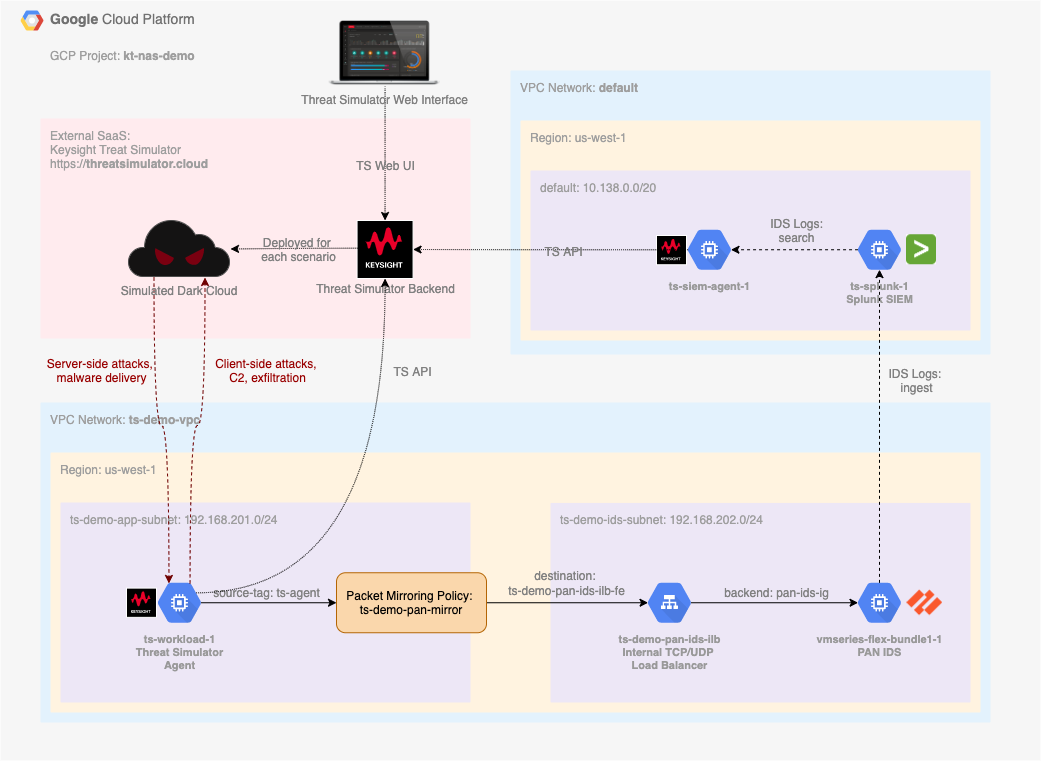 Google Cloud Platform
GCP Project: kt-nas-demo
Threat Simulator Web Interface
External SaaS:
Keysight Treat Simulator
https://threatsimulator.cloud
TS Web UI
Deployed for
each scenario
KEYSIGHT
Simulated Dark Cloud
Threat Simulator Backend
VPC Network: default
Region: us-west-1
default: 10.138.0.0/20
TS API
KEYSIGHT
IDS Logs:
search
ts-siem-agent-1
ts-splunk-1
Splunk SIEM
Server-side attacks,
malware delivery
Client-side attacks,
C2, exfiltration
TS API
IDS Logs:
ingest
VPC Network: ts-demo-vpc
Region: us-west-1
ts-demo-app-subnet: 192.168.201.0/24
ts-demo-ids-subnet: 192.168.202.0/24
KEYSIGHT
source-tag: ts-agent
Packet Mirroring Policy:
ts-demo-pan-mirror
destination:
ts-demo-pan-ids-ilb-fe
backend: pan-ids-ig
ts-workload-1
Threat Simulator
Agent
ts-demo-pan-ids-ilb
Internal TCP/UDP
Load Balancer
vmseries-flex-bundle1-1
PAN IDS